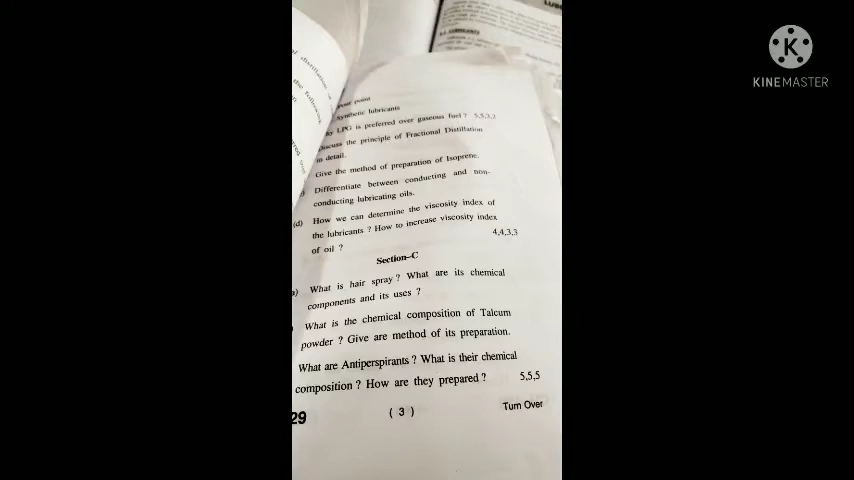 Pour point
Synthetic lubricants
LPG is preferred over gaseous fuel ? 5,5,3,2
Discuss the principle of Fractional Distillation
in detail.
Give the method of preparation of Isoprene.
Differentiate between conducting and non-
conducting lubricating oils.
(d) How we can determine the viscosity index of
the lubricants ? How to increase viscosity index
of oil ? 4,4,3,3
Section–C
What is hair spray ? What are its chemical
components and its uses ?
What is the chemical composition of Talcum
powder ? Give are method of its preparation.
What are Antiperspirants ? What is their chemical
composition ? How are they prepared ? 5,5,5
29 ( 3 ) Turn Over
K
KINEMASTER